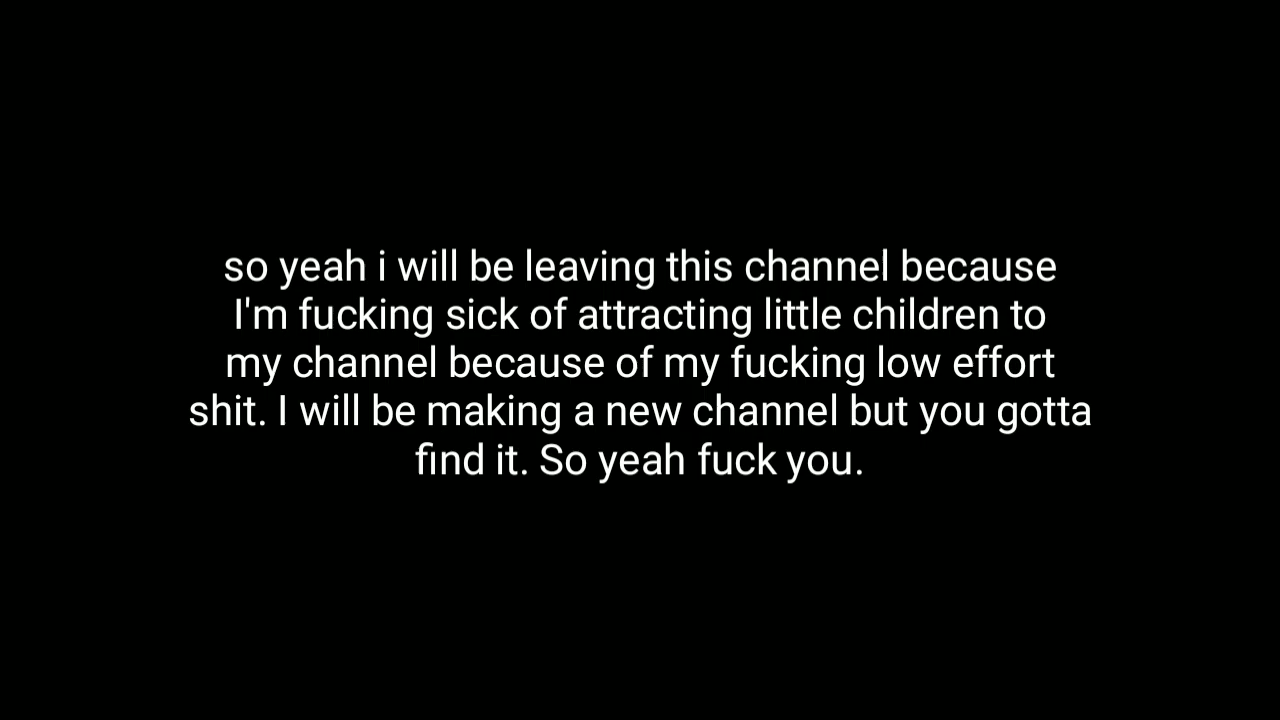 so yeah i will be leaving this channel because
I'm fucking sick of attracting little children to
my channel because of my fucking low effort
shit. I will be making a new channel but you gotta
find it. So yeah fuck you.